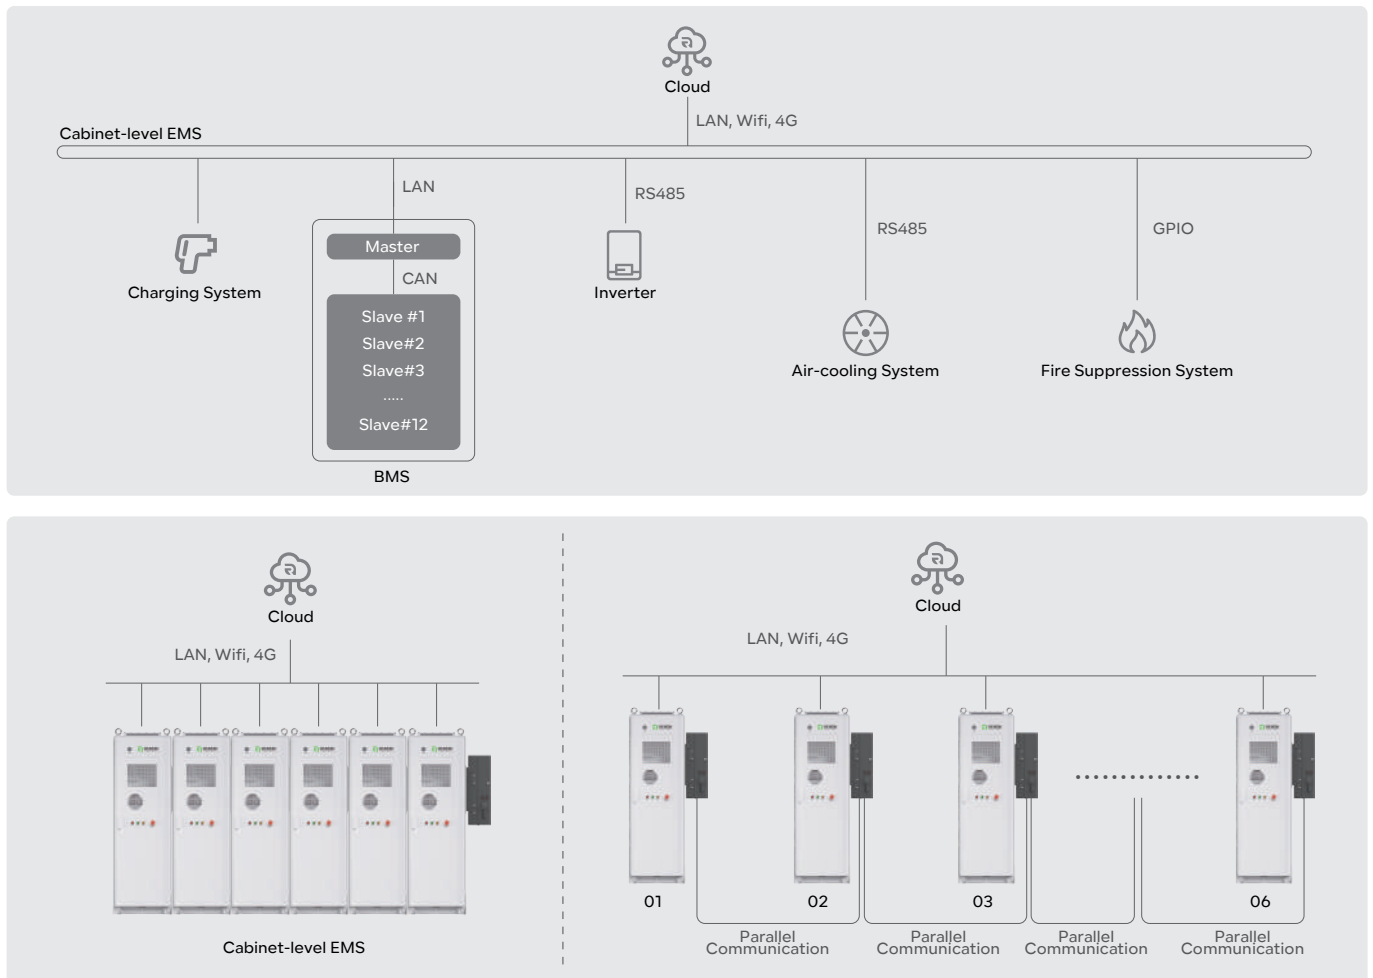 Cloud
LAN, Wifi, 4G
Cabinet-level EMS
LAN
RS485
RS485
GPIO
Master
CAN
Slave #1
Slave#2
Slave#3
.....
Slave#12
BMS
Charging System
Inverter
Air-cooling System
Fire Suppression System
Cloud
LAN, Wifi, 4G
Cabinet-level EMS
Cloud
LAN, Wifi, 4G
01
02
03
06
Parallel
Communication
Parallel
Communication
Parallel
Communication
Parallel
Communication